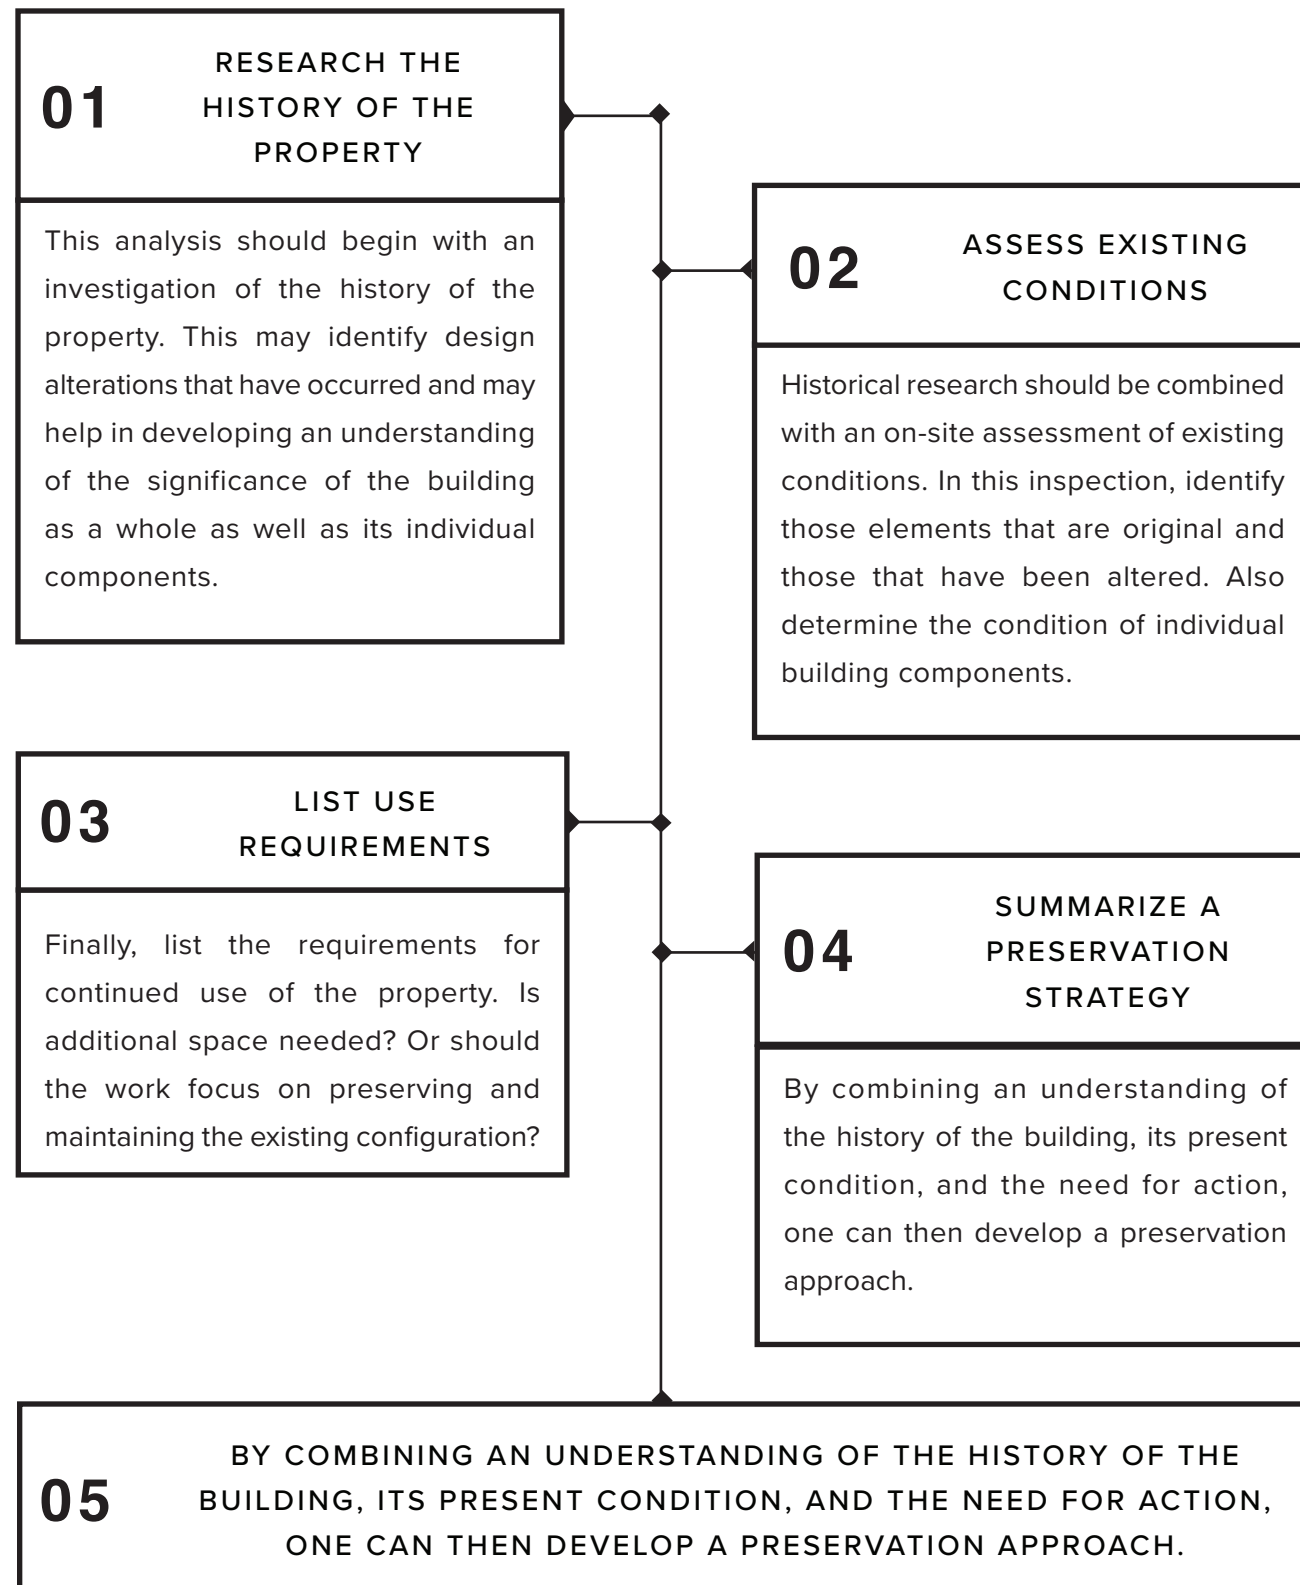 01
RESEARCH THE
HISTORY OF THE
PROPERTY
This analysis should begin with an
investigation of the history of the
property. This may identify design
alterations that have occurred and may
help in developing an understanding
of the significance of the building
as a whole as well as its individual
components.
02
ASSESS EXISTING
CONDITIONS
Historical research should be combined
with an on-site assessment of existing
conditions. In this inspection, identify
those elements that are original and
those that have been altered. Also
determine the condition of individual
building components.
03
LIST USE
REQUIREMENTS
Finally, list the requirements for
continued use of the property. Is
additional space needed? Or should
the work focus on preserving and
maintaining the existing configuration?
04
SUMMARIZE A
PRESERVATION
STRATEGY
By combining an understanding of
the history of the building, its present
condition, and the need for action,
one can then develop a preservation
approach.
05
BY COMBINING AN UNDERSTANDING OF THE HISTORY OF THE
BUILDING, ITS PRESENT CONDITION, AND THE NEED FOR ACTION,
ONE CAN THEN DEVELOP A PRESERVATION APPROACH.